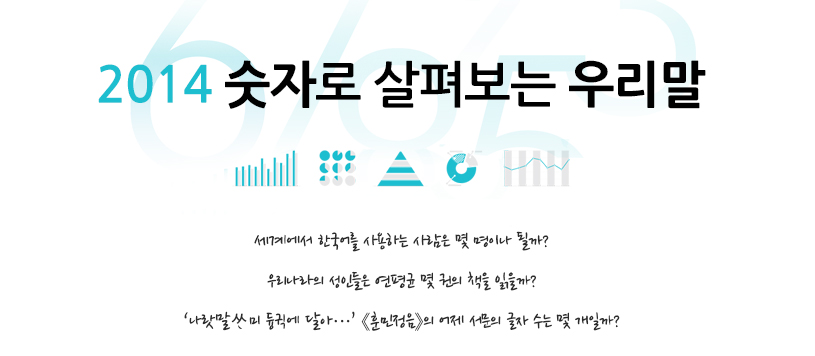 2014 숫자로 살펴보는 우리말
세계에서 한국어를 사용하는 사람은 몇 명이나 될까?
우리나라의 성인들은 연평균 몇 권의 책을 읽을까?
‘나랏말ᄊᆞ미 듕귁에 달아···’ 《훈민정음》의 어제 서문의 글자 수는 몇 개일까?